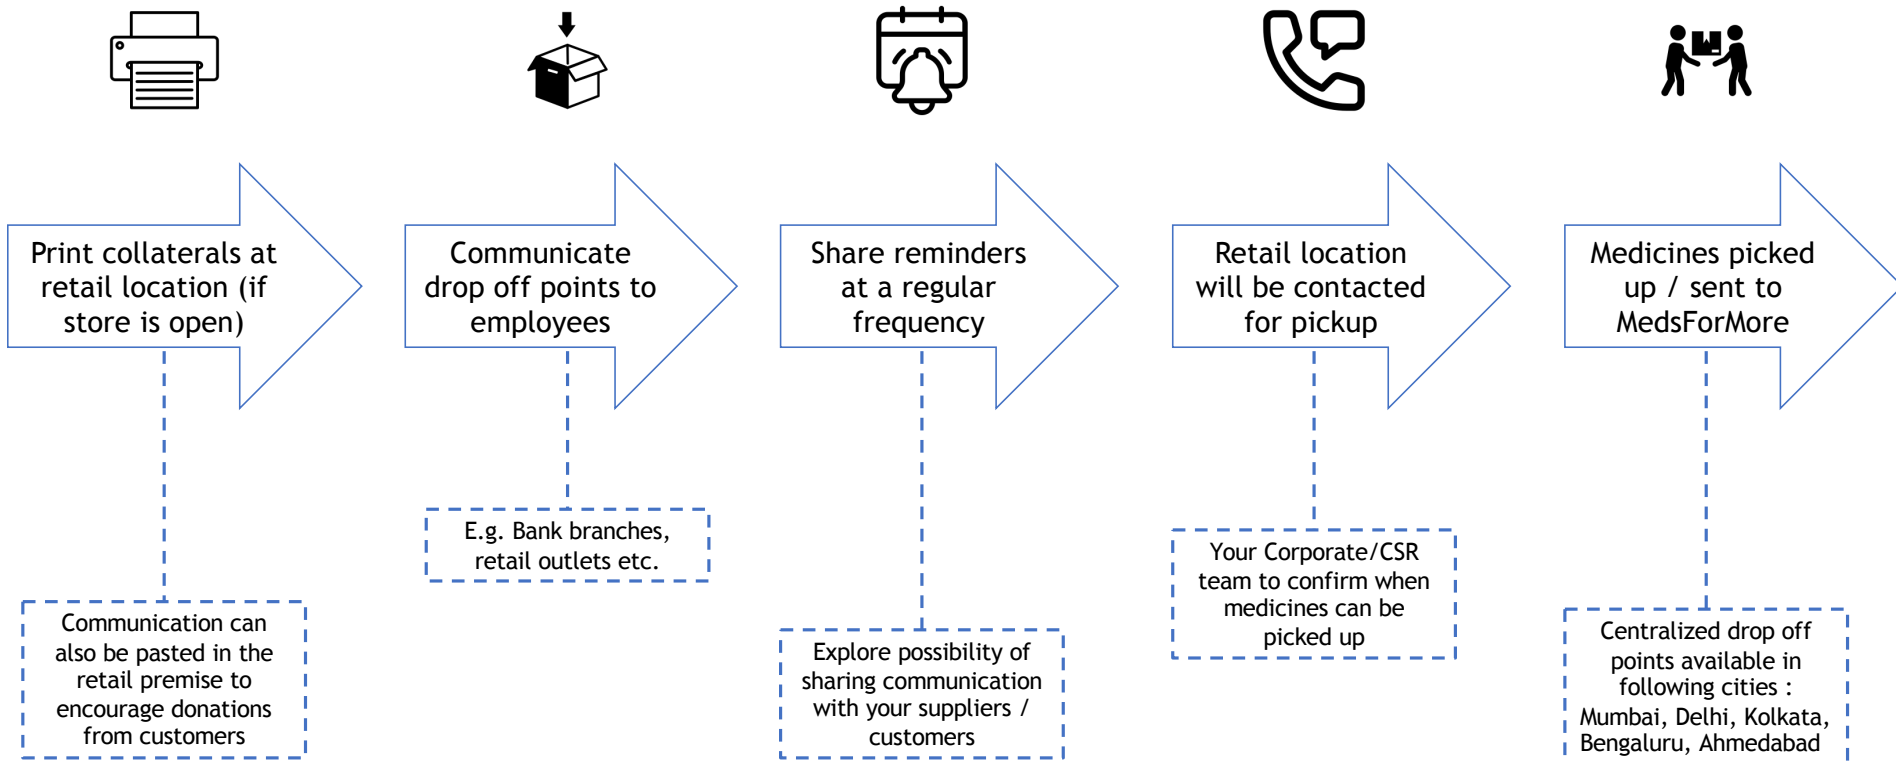 Print collaterals at
retail location (if
store is open)
Communicate
drop off points to
employees
Share reminders
at a regular
frequency
Retail location
will be contacted
for pickup
Medicines picked
up / sent to
MedsForMore
Communication can
also be pasted in the
retail premise to
encourage donations
from customers
E.g. Bank branches,
retail outlets etc.
Explore possibility of
sharing communication
with your suppliers /
customers
Your Corporate/CSR
team to confirm when
medicines can be
picked up
Centralized drop off
points available in
following cities :
Mumbai, Delhi, Kolkata,
Bengaluru, Ahmedabad